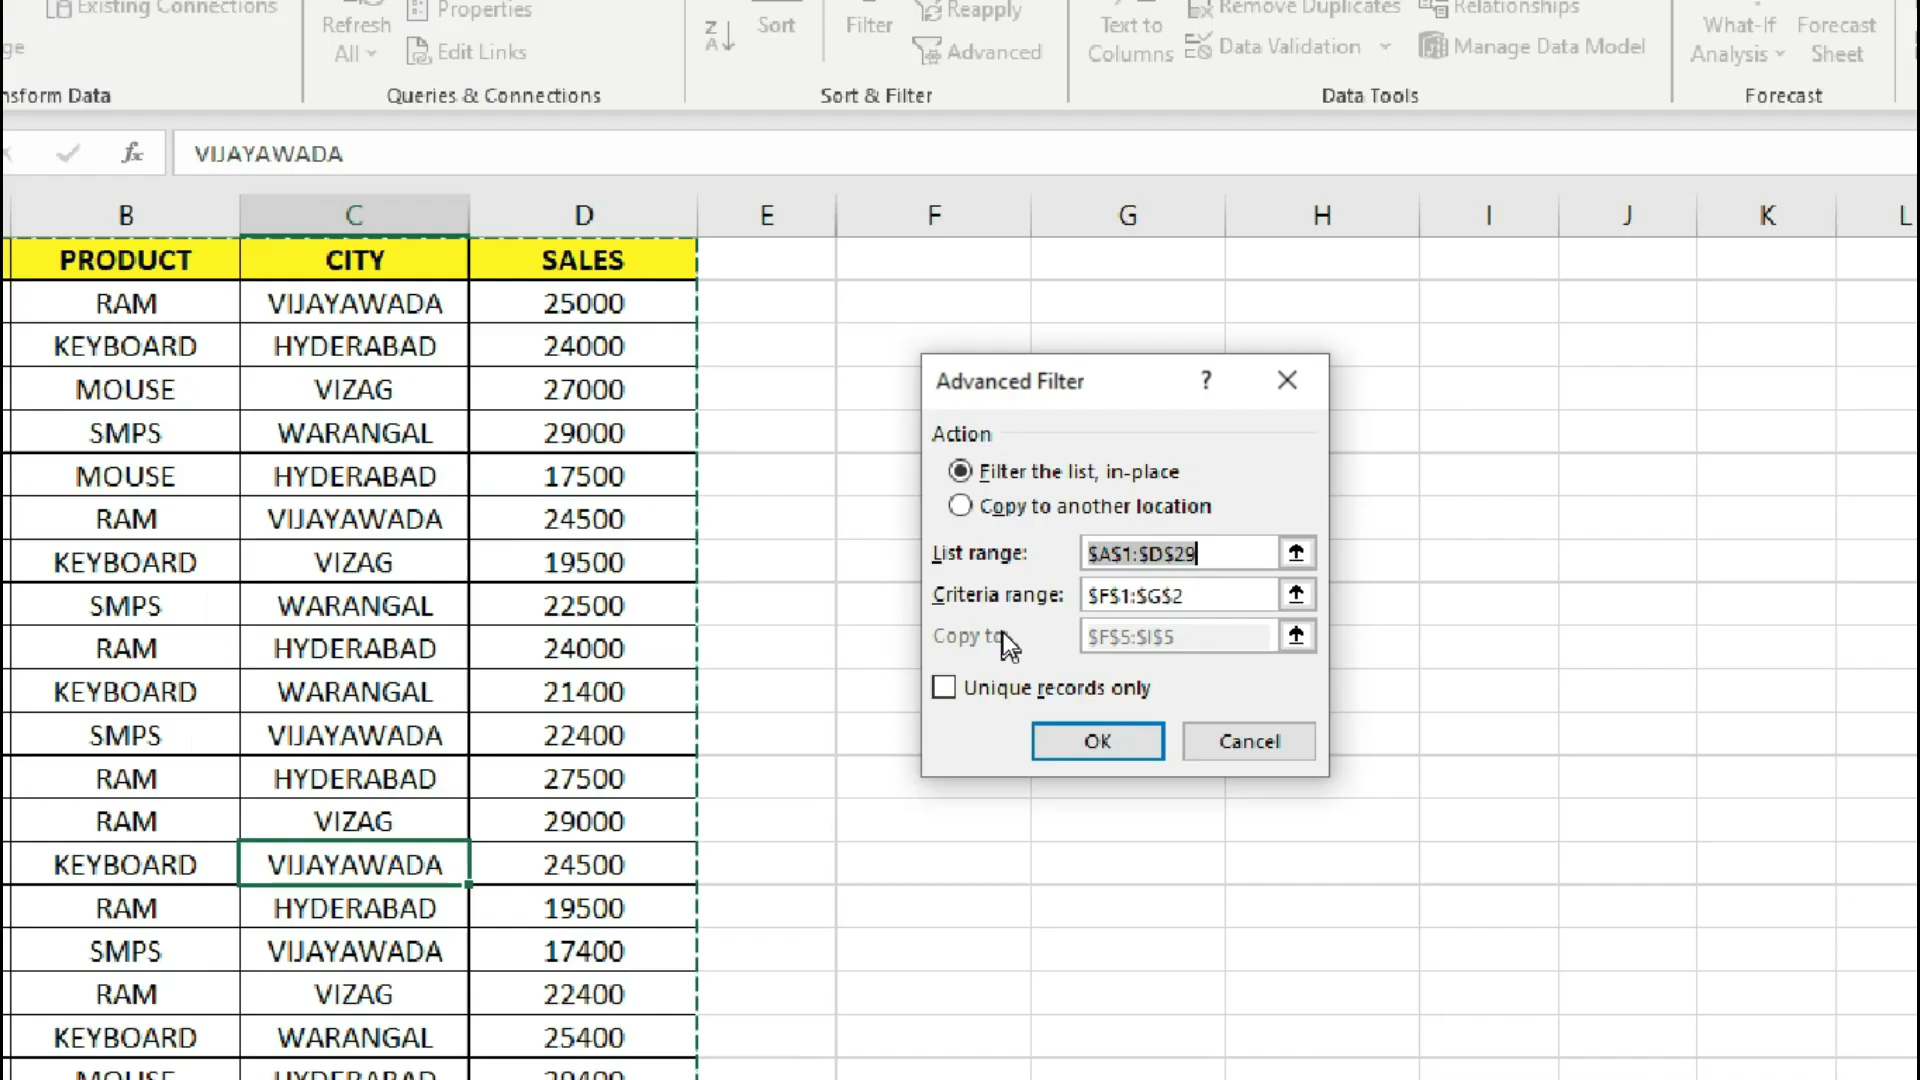 Existing Connections
Refresh
All
Properties
Edit Links
Sort
Filter
Reapply
Advanced
Text to
Columns
Remove Duplicates
Data Validation
Relationships
Manage Data Model
What-If
Analysis
Forecast
Sheet
Queries & Connections
Sort & Filter
Data Tools
Forecast
fx VIJAYAWADA
B C D E F G H I J K L
PRODUCT CITY SALES
RAM VIJAYAWADA 25000
KEYBOARD HYDERABAD 24000
MOUSE VIZAG 27000
SMPS WARANGAL 29000
MOUSE HYDERABAD 17500
RAM VIJAYAWADA 24500
KEYBOARD VIZAG 19500
SMPS WARANGAL 22500
RAM HYDERABAD 24000
KEYBOARD WARANGAL 21400
SMPS VIJAYAWADA 22400
RAM HYDERABAD 27500
RAM VIZAG 29000
KEYBOARD VIJAYAWADA 24500
RAM HYDERABAD 19500
SMPS VIJAYAWADA 17400
RAM VIZAG 22400
KEYBOARD WARANGAL 25400
MOUSE HYDERABAD
Advanced Filter ?
Action
Filter the list, in-place
Copy to another location
List range: $A$1:$D$29
Criteria range: $F$1:$G$2
Copy to $F$5:$I$5
Unique records only
OK Cancel